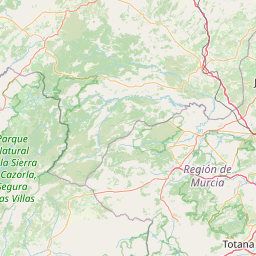 J
Parque
Natural
la Sierra
Cazorla,
Segura
as Villas
Región de
Murcia
Totana